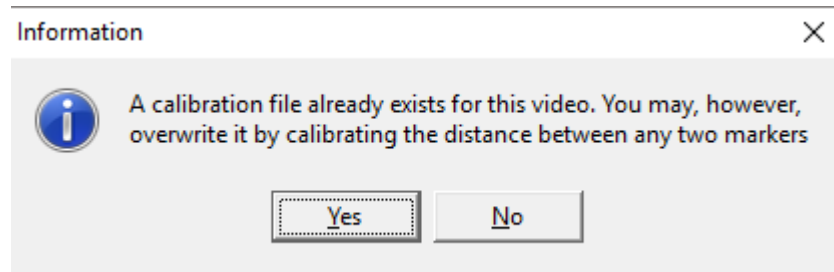 Information
A calibration file already exists for this video. You may, however,
overwrite it by calibrating the distance between any two markers
Yes
No